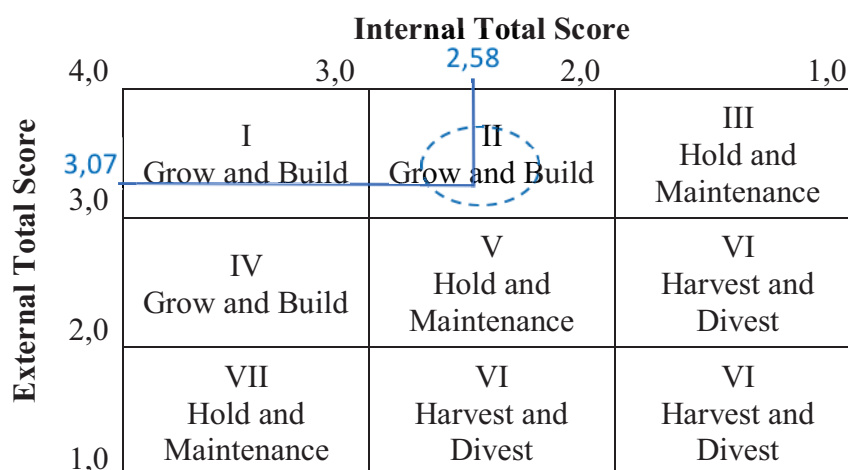 Internal Total Score
2,58
4,0 3,0 2,0 1,0
External Total Score
3,07
3,0
2,0
1,0
I
Grow and Build
II
Grow and Build
III
Hold and
Maintenance
IV
Grow and Build
V
Hold and
Maintenance
VI
Harvest and
Divest
VII
Hold and
Maintenance
VI
Harvest and
Divest
VI
Harvest and
Divest